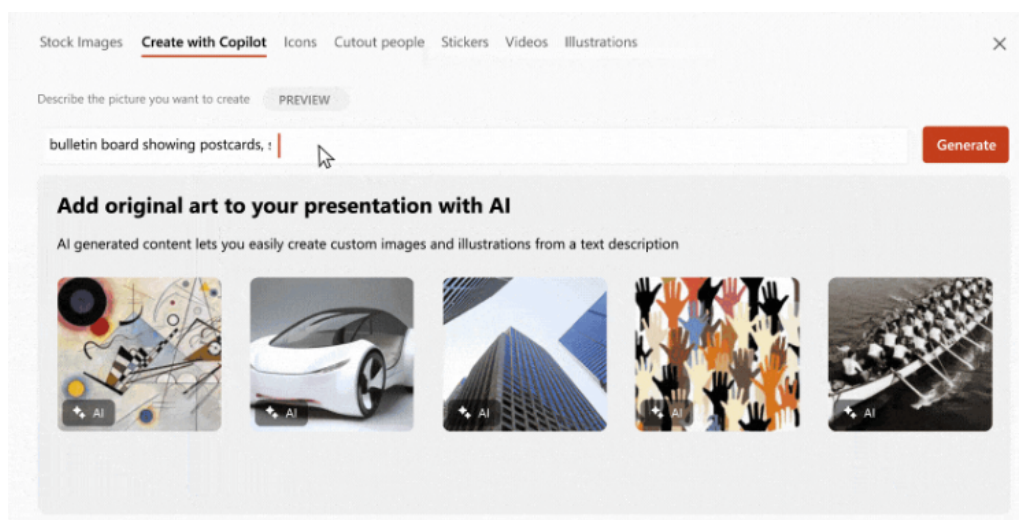 Stock Images Create with Copilot Icons Cutout people Stickers Videos Illustrations
Describe the picture you want to create PREVIEW
bulletin board showing postcards, s
Generate
Add original art to your presentation with AI
AI generated content lets you easily create custom images and illustrations from a text description
AI AI AI AI AI